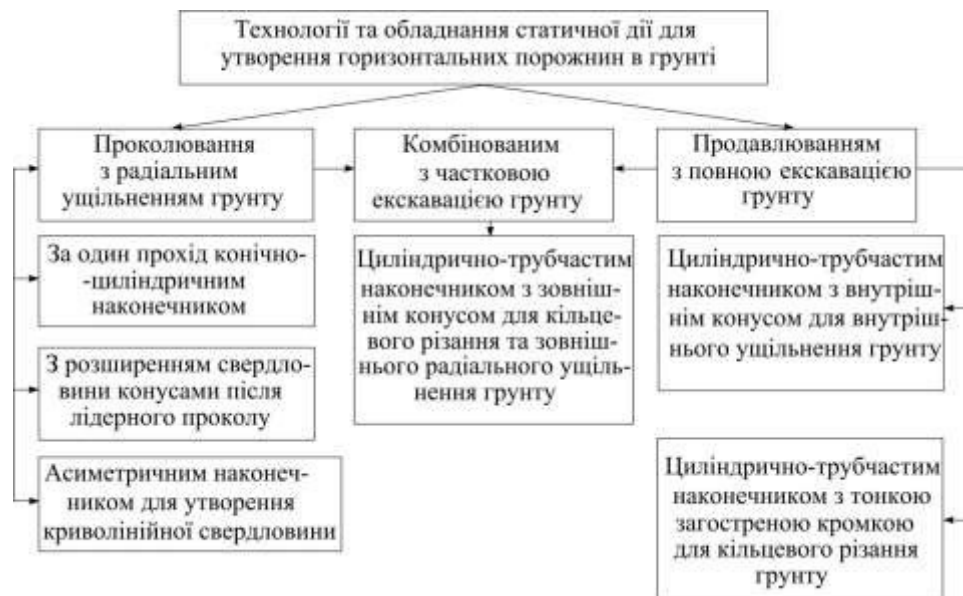 Технології та обладнання статичної дії для
утворення горизонтальних порожнин в грунті
Проколювання
з радіальним
ущільненням грунту
Комбінованим
з частковою
екскавацією грунту
Продавлюванням
з повною екскавацією
грунту
За один прохід конічно-
-циліндричним
наконечником
З розширенням свердло-
вини конусами після
лідерного проколу
Асиметричним наконеч-
ником для утворення
криволінійної свердловини
Циліндрично-трубчастим
наконечником з зовніш-
нім конусом для кільце-
вого різання та зовніш-
нього радіального ущіль-
нення грунту
Циліндрично-трубчастим
наконечником з внутріш-
нім конусом для внутріш-
нього ущільнення грунту
Циліндрично-трубчастим
наконечником з тонкою
загостреною кромкою
для кільцевого різання
грунту